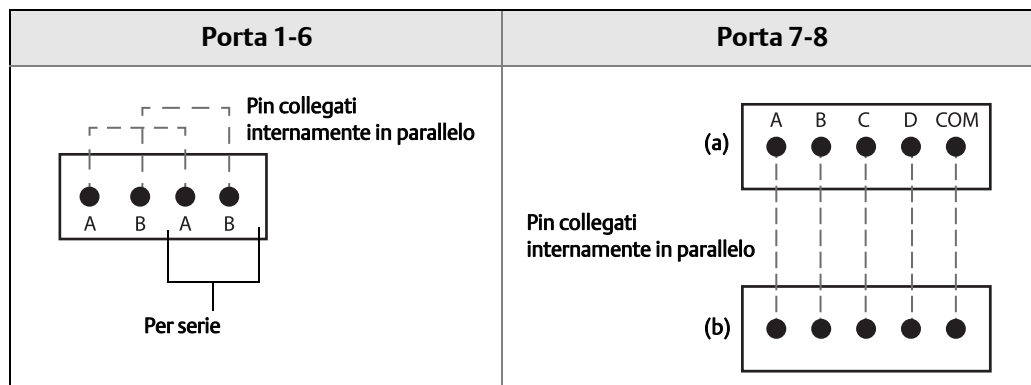 Porta 1-6
Pin collegati
internamente in parallelo
A B A B
Per serie
Porta 7-8
A B C D COM
(a)
Pin collegati
internamente in parallelo
(b)